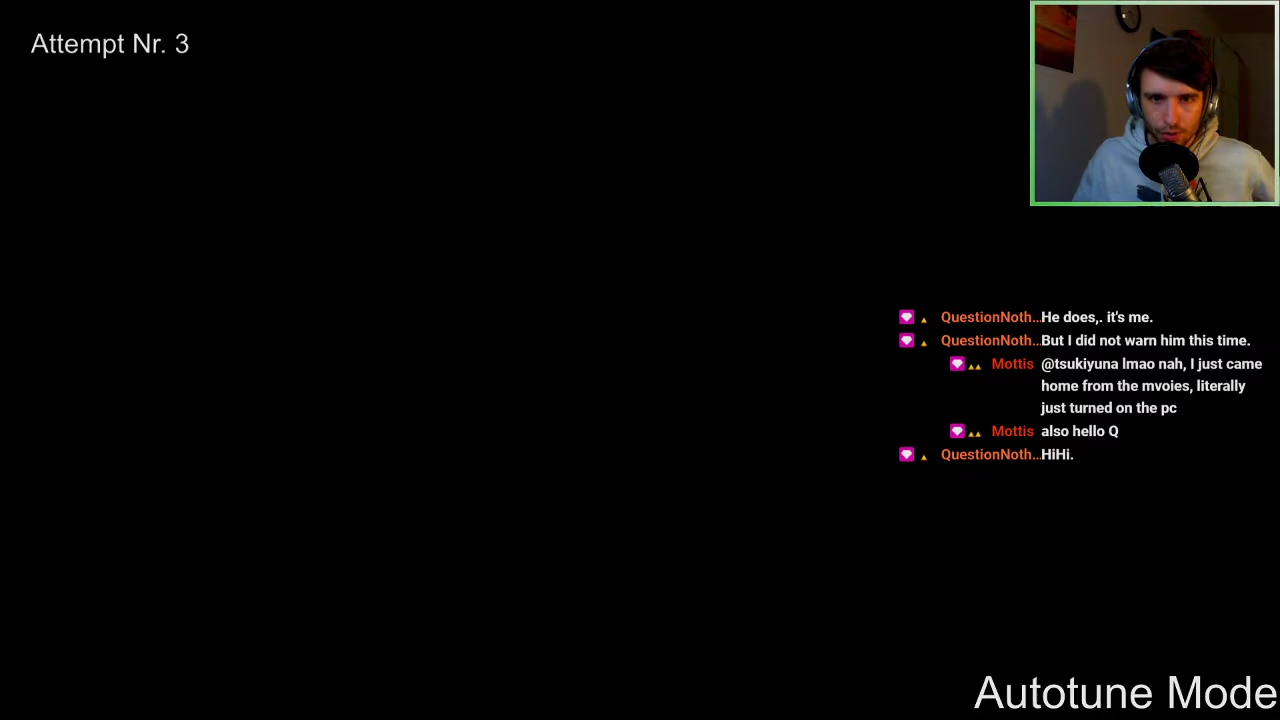 Attempt Nr. 3
QuestionNoth... He does,. it's me.
QuestionNoth... But I did not warn him this time.
Mottis @tsukiyuna lmao nah, I just came
home from the mvoies, literally
just turned on the pc
Mottis also hello Q
QuestionNoth... HiHi.
Autotune Mode